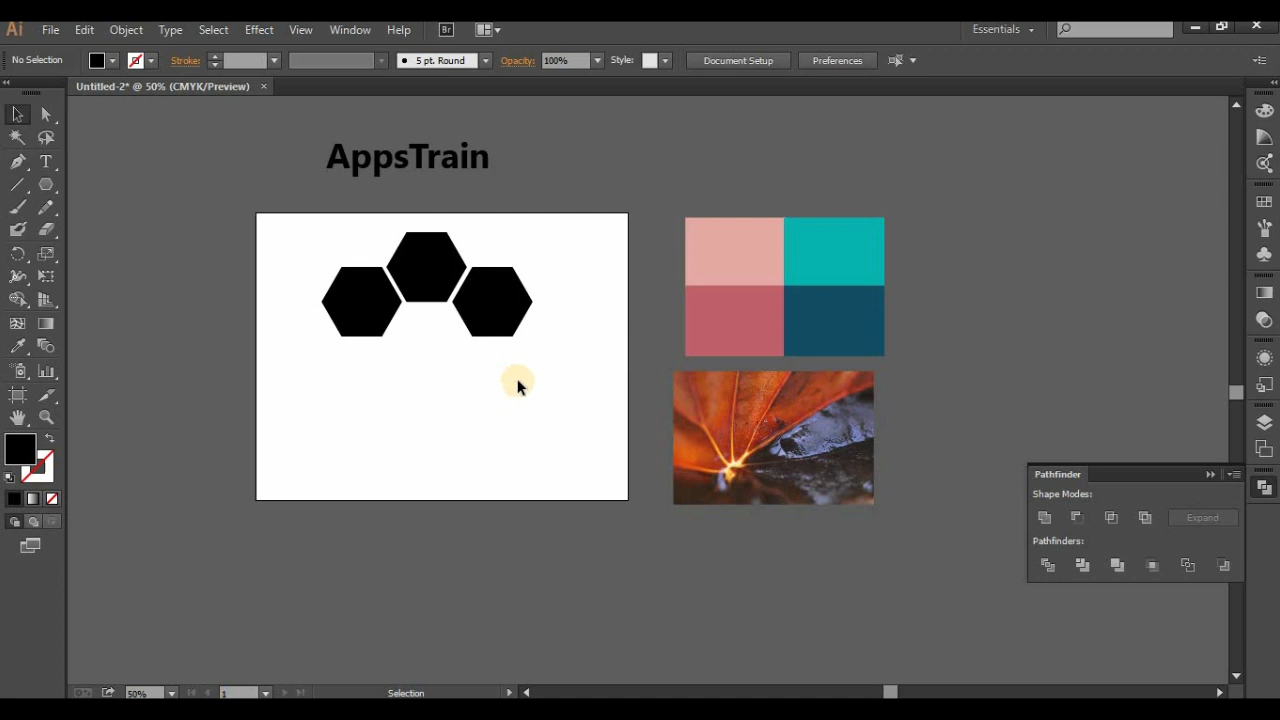 Ai File Edit Object Type Select Effect View Window Help Br Essentials
No Selection Stroke: 5 pt. Round Opacity: 100% Style: Document Setup Preferences
Untitled-2* @ 50% (CMYK/Preview) ×
AppsTrain
T
Pathfinder
Shape Modes:
Expand
Pathfinders:
50% 1 Selection